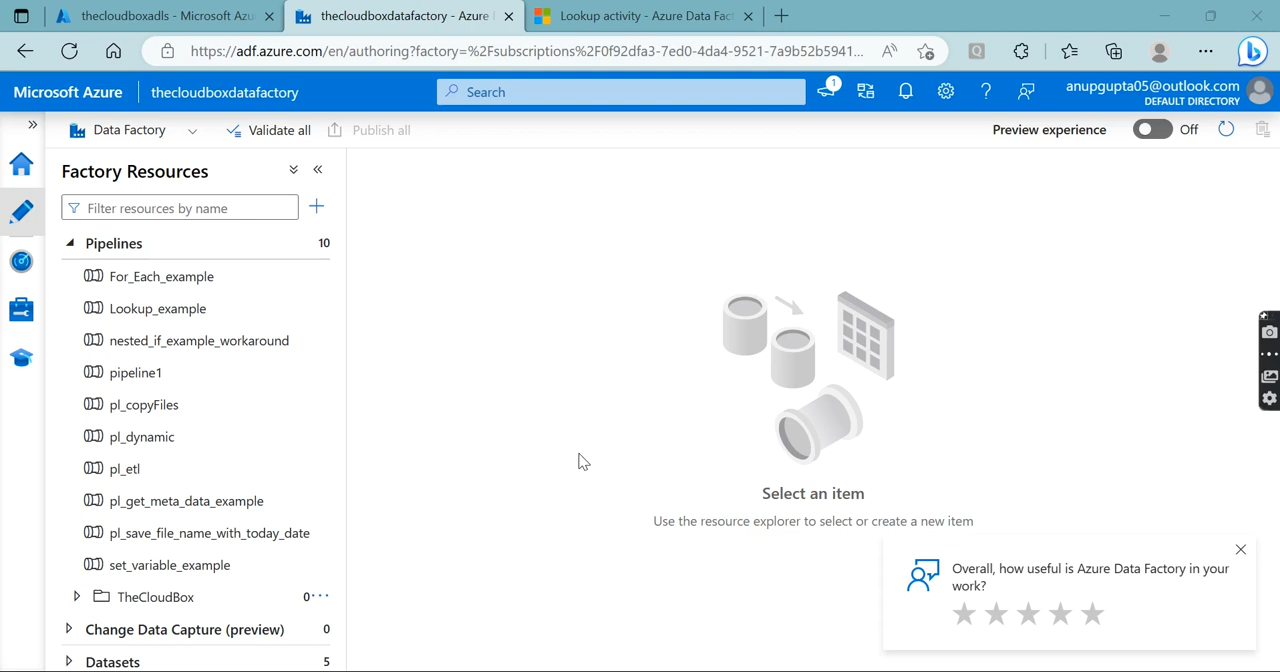 thecloudboxadls - Microsoft Azu
thecloudboxdatafactory - Azure
Lookup activity - Azure Data Fact
https://adf.azure.com/en/authoring?factory=%2Fsubscriptions%2F0f92dfa3-7ed0-4da4-9521-7a9b52b5941...
Microsoft Azure
thecloudboxdatafactory
Search
1
anupgupta05@outlook.com
DEFAULT DIRECTORY
Data Factory
Validate all
Publish all
Preview experience
Off
Factory Resources
Filter resources by name
Pipelines 10
For_Each_example
Lookup_example
nested_if_example_workaround
pipeline1
pl_copyFiles
pl_dynamic
pl_etl
pl_get_meta_data_example
pl_save_file_name_with_today_date
set_variable_example
TheCloudBox 0
Change Data Capture (preview) 0
Datasets 5
Select an item
Use the resource explorer to select or create a new item
Overall, how useful is Azure Data Factory in your
work?